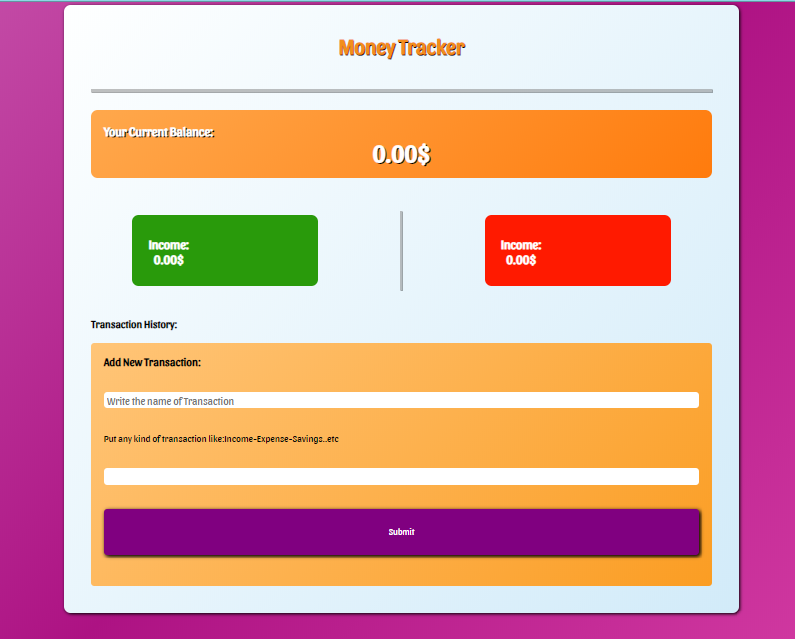 Money Tracker
Your Current Balance:
0.00$
Income:
0.00$
Income:
0.00$
Transaction History:
Add New Transaction:
Write the name of Transaction
Put any kind of transaction like:Income-Expense-Savings..etc
Submit